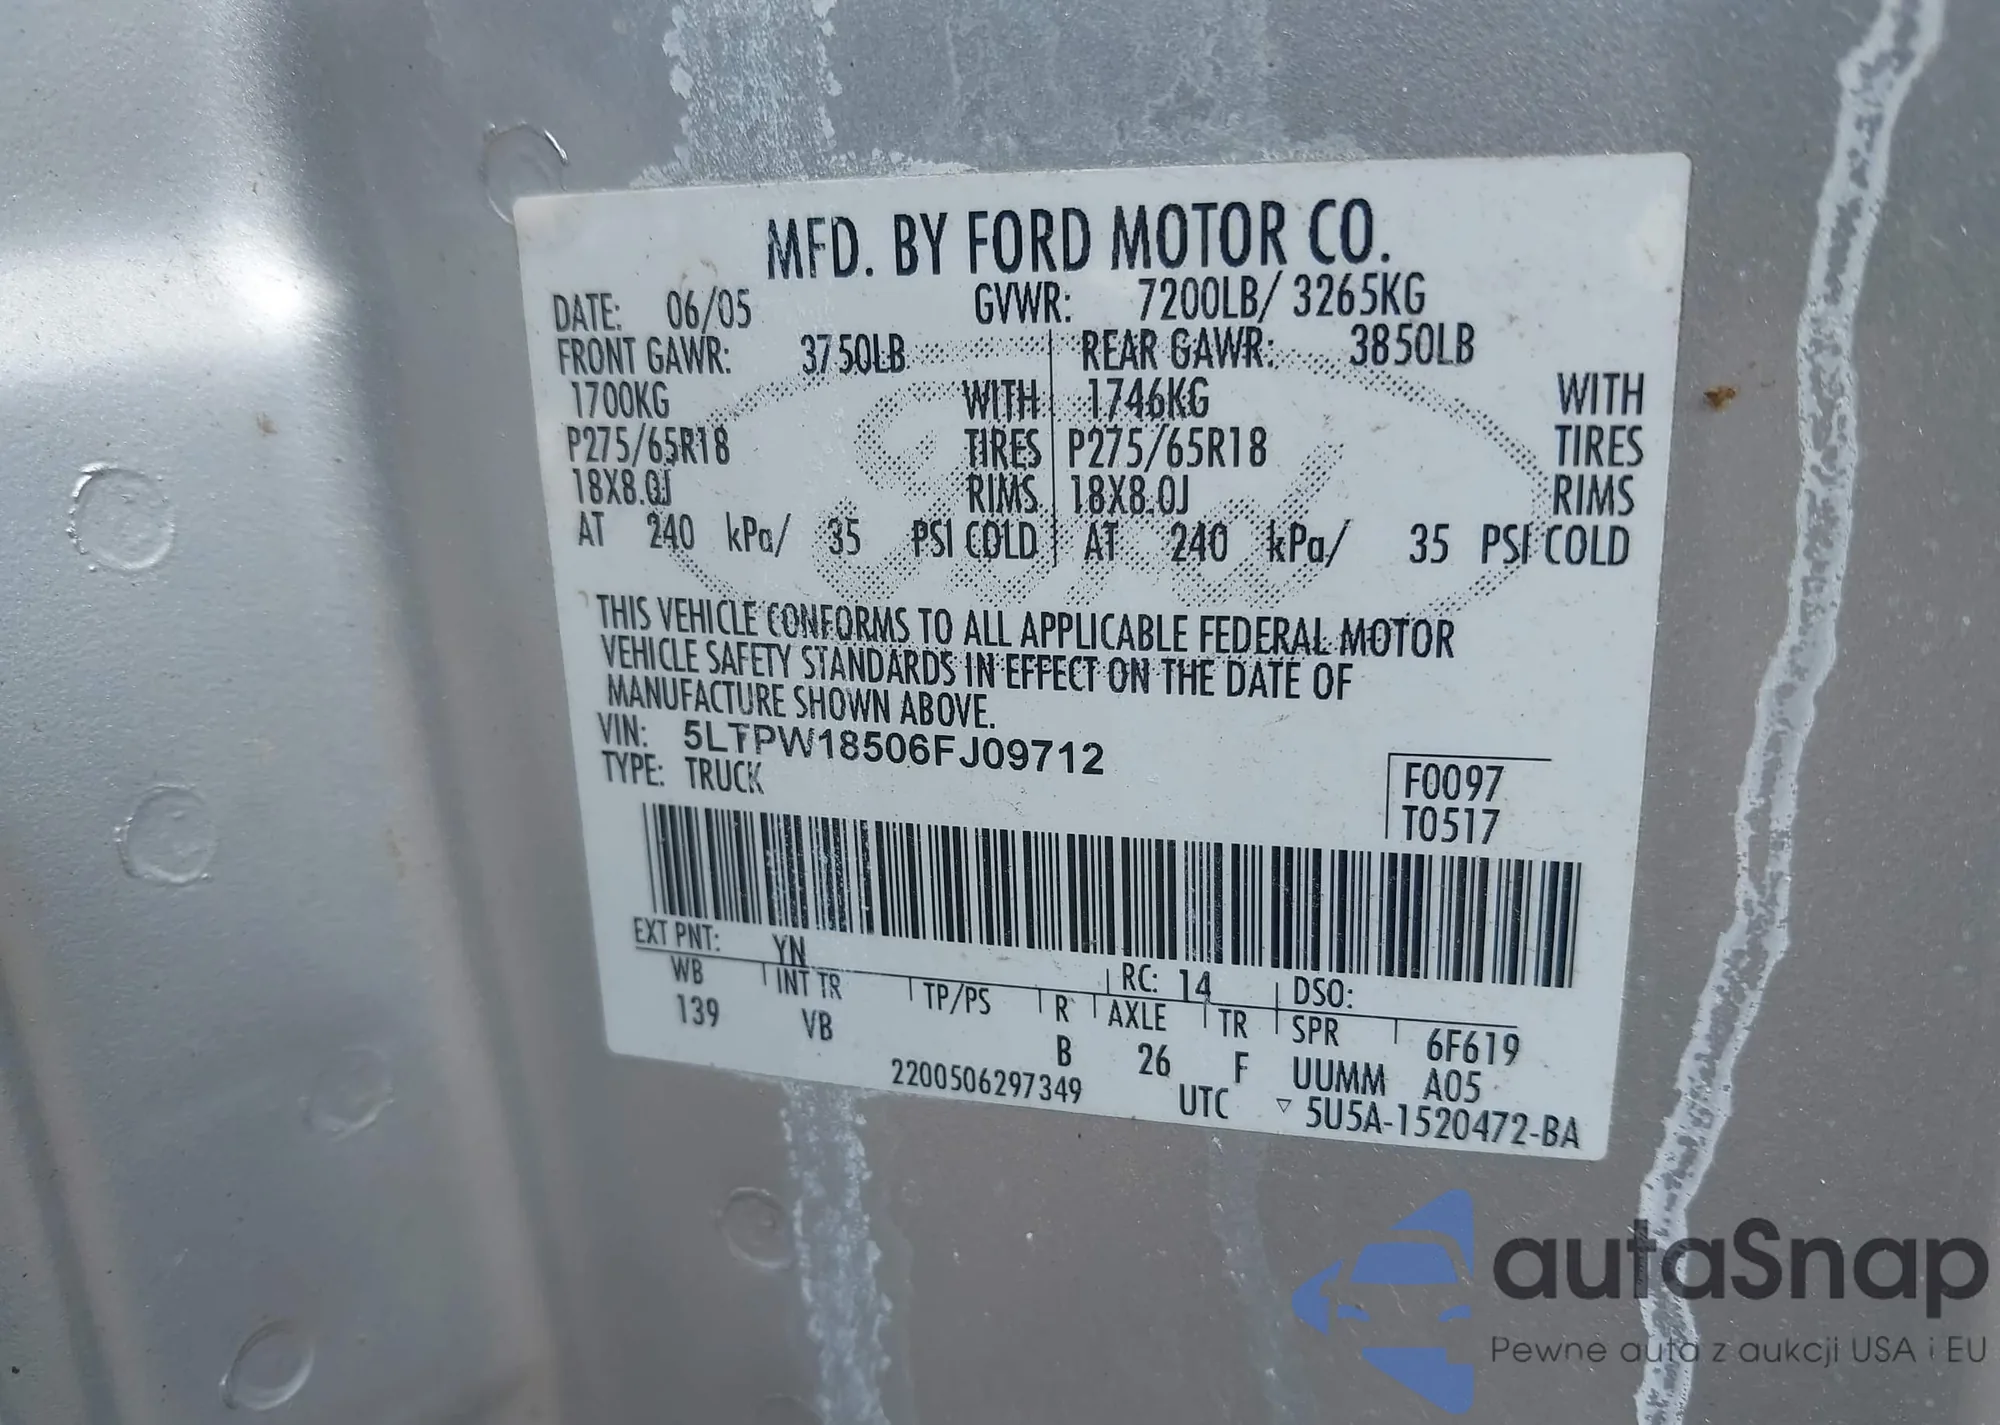 MFD. BY FORD MOTOR CO.
DATE: 06/05 GVWR: 7200LB/ 3265KG
FRONT GAWR: 3750LB REAR GAWR: 3850LB
1700KG WITH 1746KG WITH
P275/65R18 TIRES P275/65R18 TIRES
18X8.0J RIMS 18X8.0J RIMS
AT 240 kPa/ 35 PSI COLD AT 240 kPa/ 35 PSI COLD
THIS VEHICLE CONFORMS TO ALL APPLICABLE FEDERAL MOTOR
VEHICLE SAFETY STANDARDS IN EFFECT ON THE DATE OF
MANUFACTURE SHOWN ABOVE.
VIN: 5LTPW18506FJ09712
TYPE: TRUCK
F0097
T0517
EXT PNT: YN RC: 14 DSO:
WB INT TR TP/PS R AXLE TR SPR 6F619
139 VB B 26 F UUMM A05
2200506297349 UTC ▽ 5U5A-1520472-BA
autoSnap
Pewne auta z aukcji USA i EU